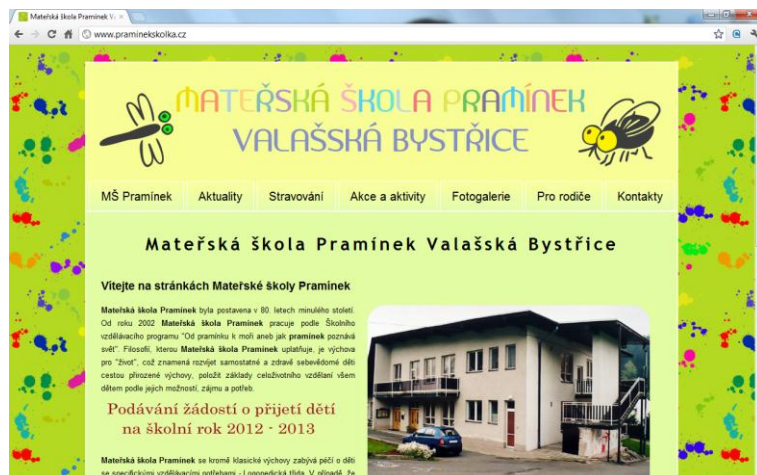 Mateřská škola Pramínek V
www.praminekskolka.cz
MATEŘSKÁ ŠKOLA PRAMÍNEK
VALAŠSKÁ BYSTŘICE
MŠ Pramínek Aktuality Stravování Akce a aktivity Fotogalerie Pro rodiče Kontakty
Mateřská škola Pramínek Valašská Bystřice
Vítejte na stránkách Mateřské školy Pramínek
Mateřská škola Pramínek byla postavena v 80. letech minulého století.
Od roku 2002 Mateřská škola Pramínek pracuje podle Školního
vzdělávacího programu "Od pramínku k moři aneb jak pramínek poznává
svět". Filosofií, kterou Mateřská škola Pramínek uplatňuje, je výchova
pro "život", což znamená rozvíjet samostatné a zdravě sebevědomé děti
cestou přirozené výchovy, položit základy celoživotního vzdělaní všem
dětem podle jejich možností, zájmu a potřeb.
Podávání žádostí o přijetí dětí
na školní rok 2012 - 2013
Mateřská škola Pramínek se kromě klasické výchovy zabývá péčí o děti
se specifickými vzdělávacími potřebami - Logopedická třída. V případě, že